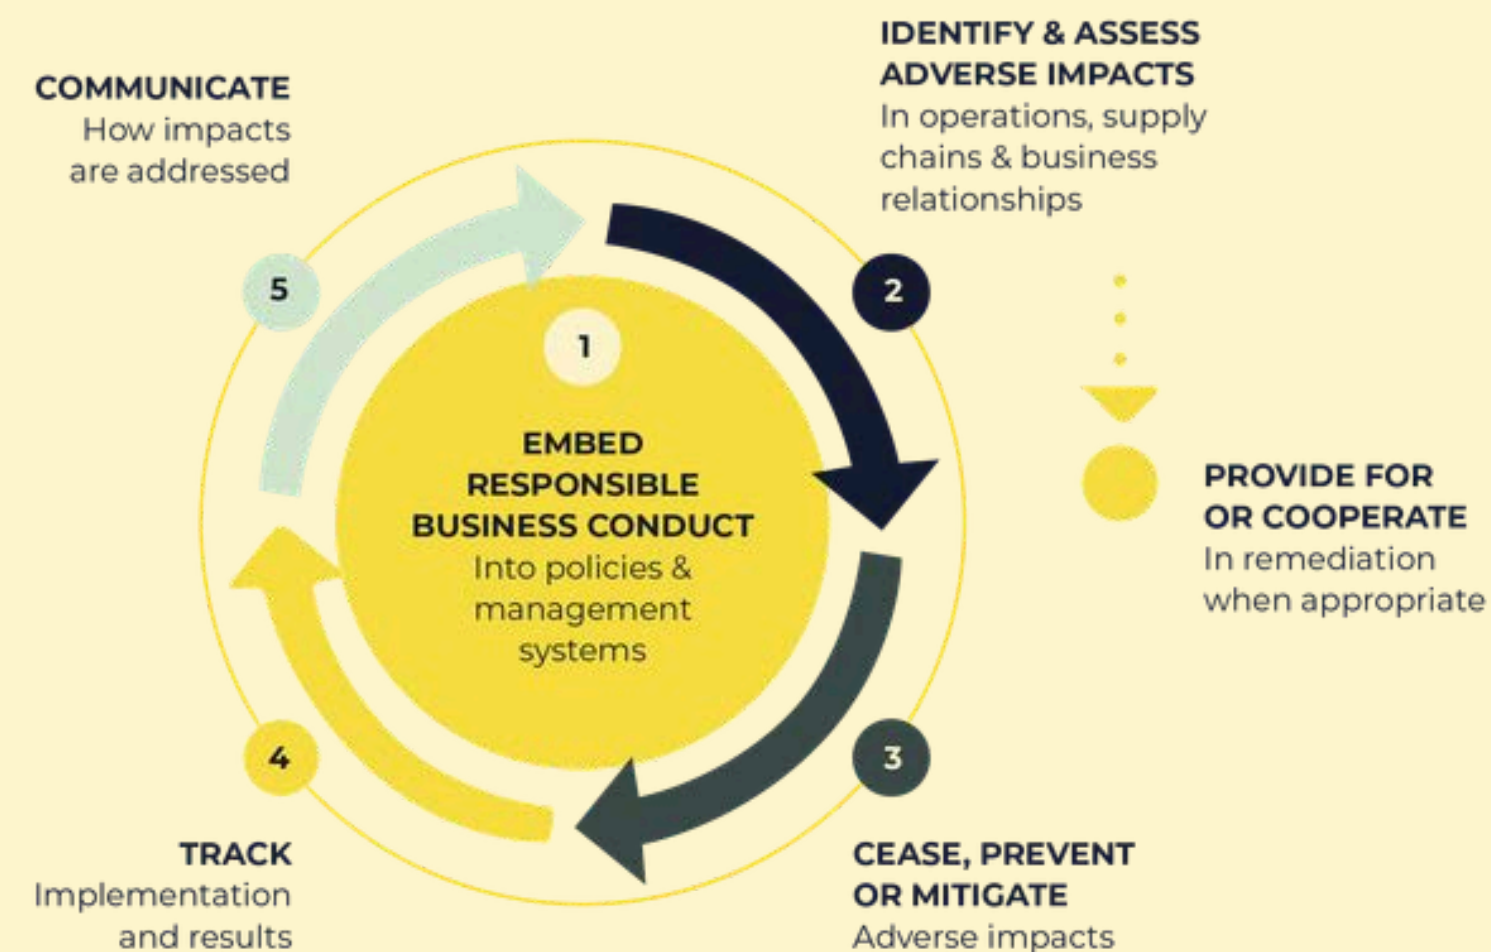 1
EMBED
RESPONSIBLE
BUSINESS CONDUCT
Into policies &
management
systems
2
IDENTIFY & ASSESS
ADVERSE IMPACTS
In operations, supply
chains & business
relationships
PROVIDE FOR
OR COOPERATE
In remediation
when appropriate
3
CEASE, PREVENT
OR MITIGATE
Adverse impacts
4
TRACK
Implementation
and results
5
COMMUNICATE
How impacts
are addressed